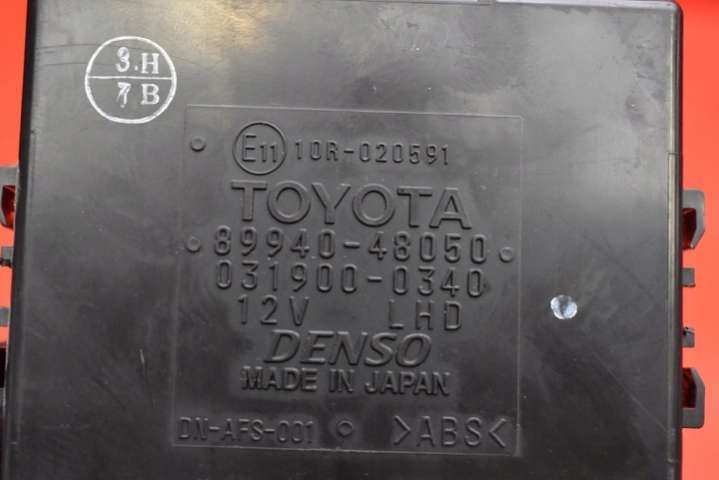 3.H
7B
E11 10R-020591
TOYOTA
89940-48050
031900-0340
12V LHD
DENSO
MADE IN JAPAN
DN-AFS-001 >ABS<